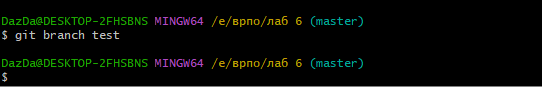 DazDa@DESKTOP-2FHSBNS MINGW64 /e/врпо/лаб 6 (master)
$ git branch test
DazDa@DESKTOP-2FHSBNS MINGW64 /e/врпо/лаб 6 (master)
$